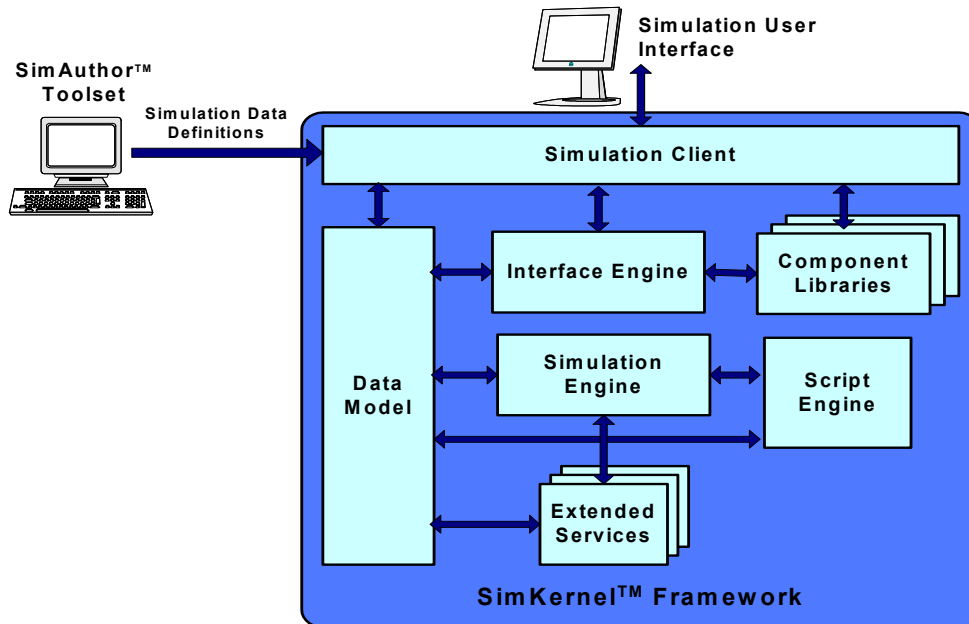 Simulation User
Interface
SimAuthor™
Toolset
Simulation Data
Definitions
Simulation Client
Interface Engine
Component
Libraries
Data
Model
Simulation
Engine
Script
Engine
Extended
Services
SimKernel™ Framework